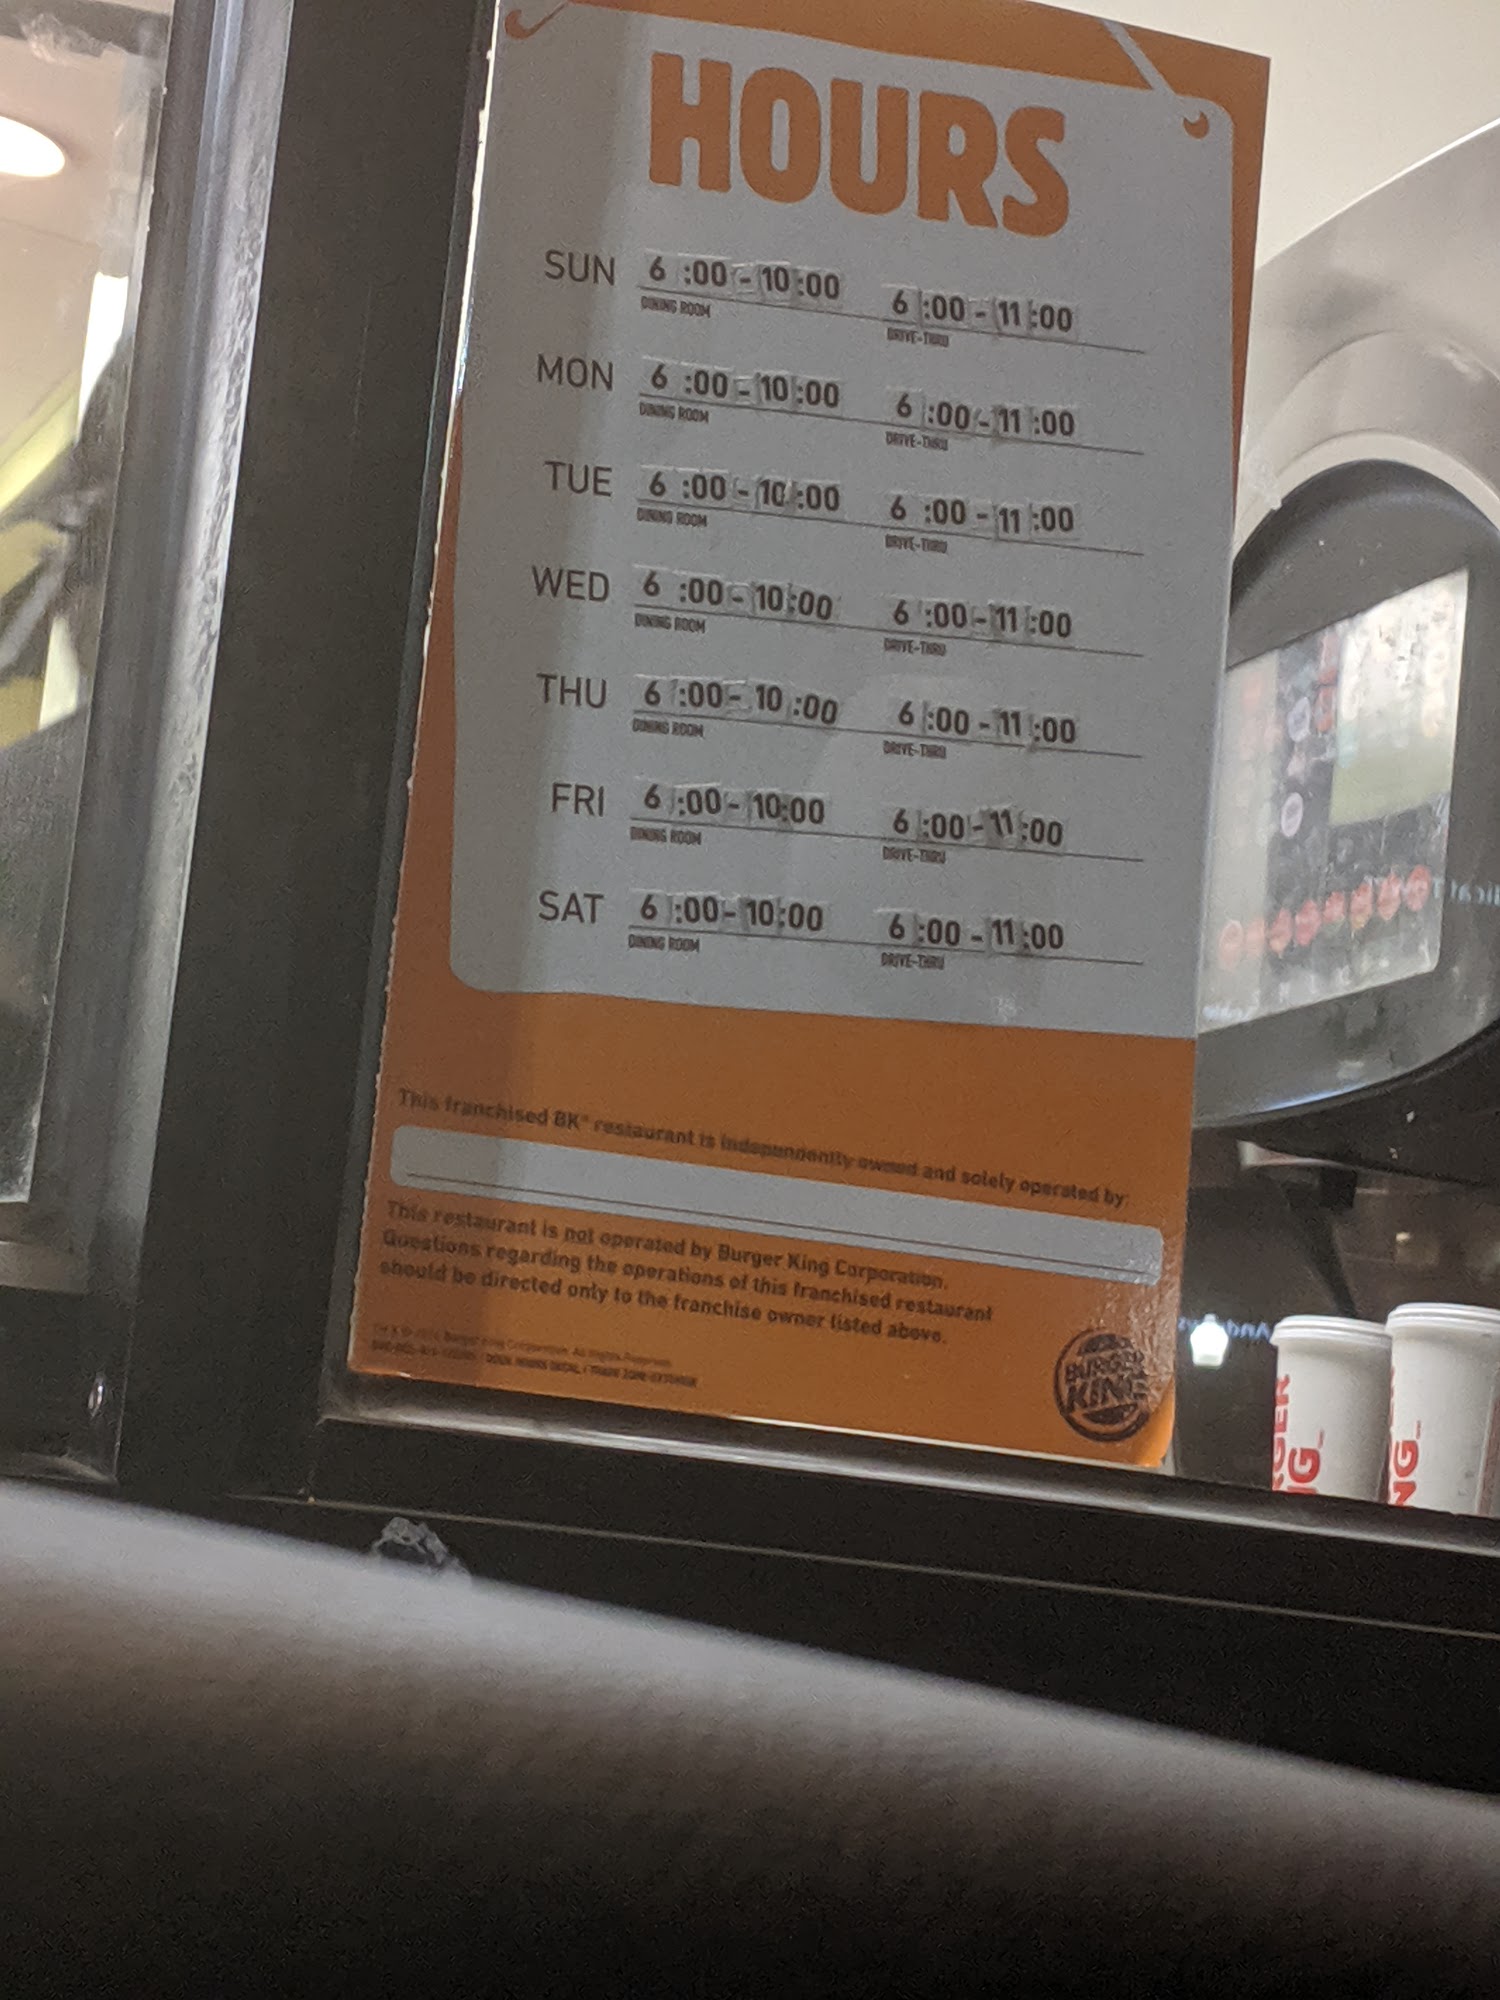 HOURS
SUN 6:00-10:00 6:00-11:00
DINING ROOM DRIVE-THRU
MON 6:00-10:00 6:00-11:00
DINING ROOM DRIVE-THRU
TUE 6:00-10:00 6:00-11:00
DINING ROOM DRIVE-THRU
WED 6:00-10:00 6:00-11:00
DINING ROOM DRIVE-THRU
THU 6:00-10:00 6:00-11:00
DINING ROOM DRIVE-THRU
FRI 6:00-10:00 6:00-11:00
DINING ROOM DRIVE-THRU
SAT 6:00-10:00 6:00-11:00
DINING ROOM DRIVE-THRU
This franchised BK® restaurant is independently owned and solely operated by:
This restaurant is not operated by Burger King Corporation.
Questions regarding the operations of this franchised restaurant
should be directed only to the franchise owner listed above.
Burger King Corporation. All Rights Reserved.
BURGER
KING